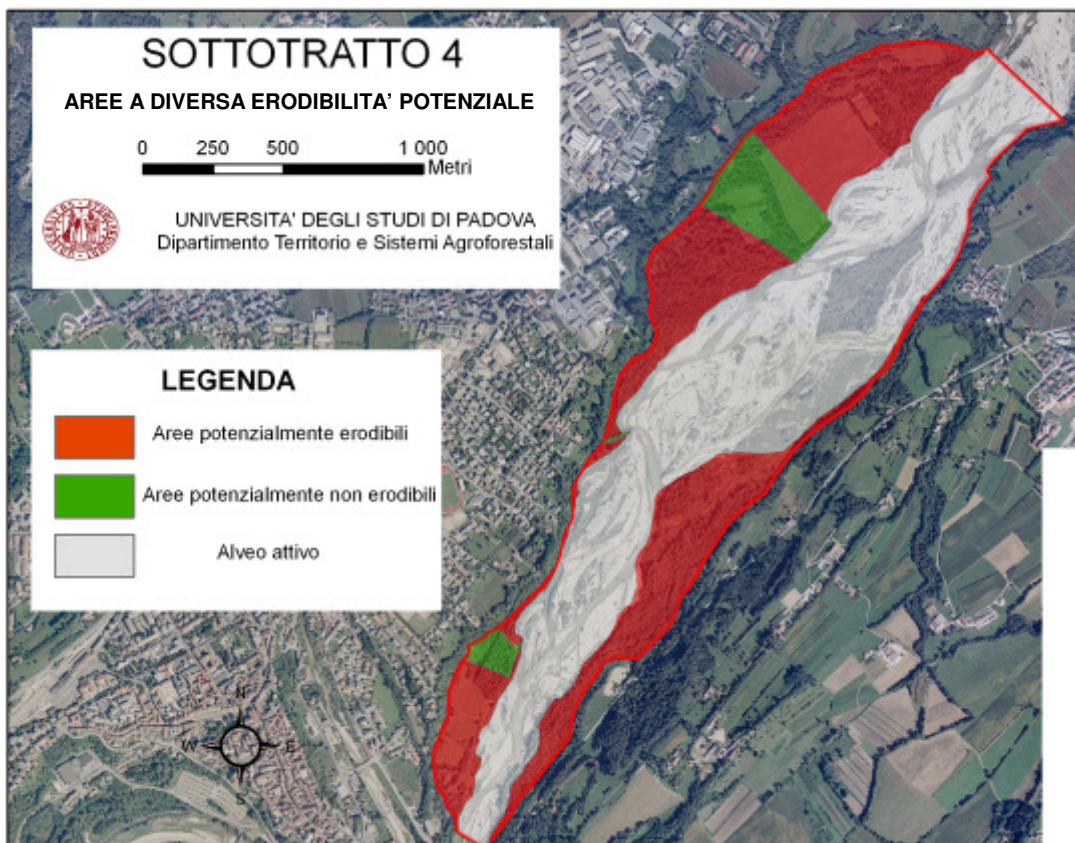 SOTTOTRATTO 4
AREE A DIVERSA ERODIBILITA' POTENZIALE
0 250 500 1 000
Metri
UNIVERSITA' DEGLI STUDI DI PADOVA
Dipartimento Territorio e Sistemi Agroforestali
LEGENDA
Aree potenzialmente erodibili
Aree potenzialmente non erodibili
Alveo attivo
N
W E
S